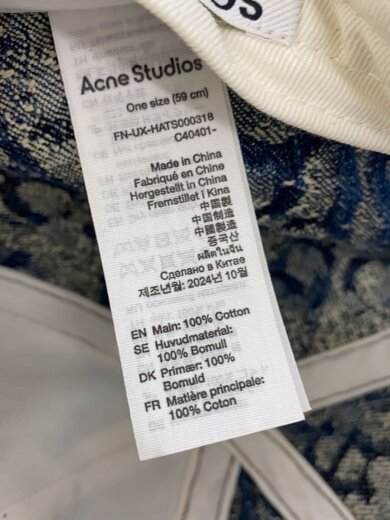 OS
Acne Studios
One size (59 cm)
FN-UX-HATS000318
C40401-
Made in China
Fabriqué en Chine
Hergestellt in China
Fremstillet i Kina
中国製
中国制造
中國製造
중국산
ผลิตในจีน
Сделано в Китае
제조년월: 2024년 10월
EN Main: 100% Cotton
SE Huvudmaterial:
100% Bomull
DK Primær: 100%
Bomuld
FR Matière principale:
100% Coton